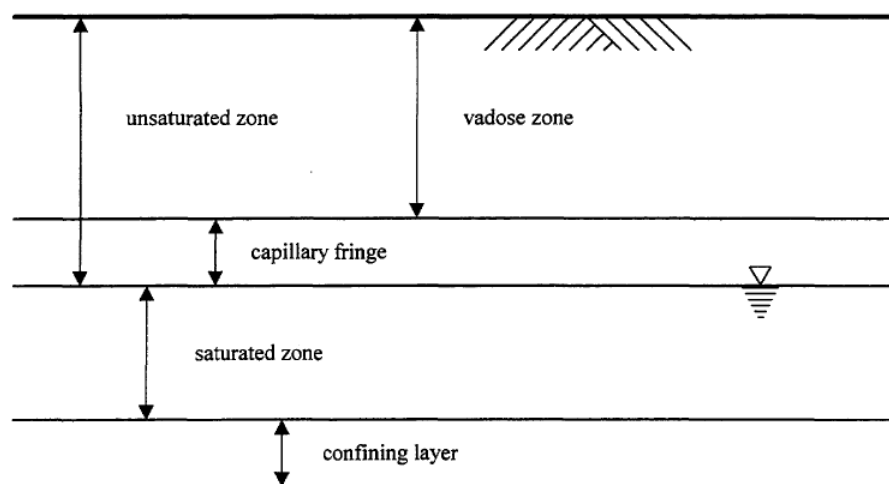 unsaturated zone
vadose zone
capillary fringe
saturated zone
confining layer